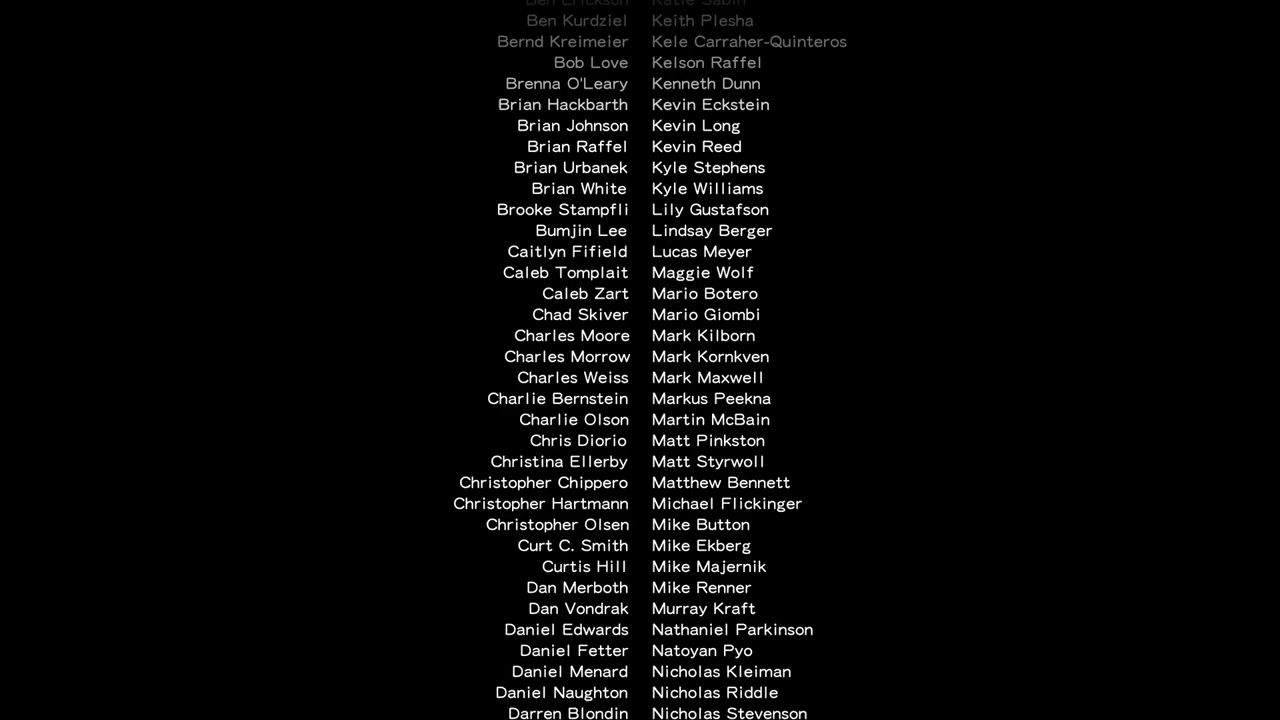 Ben Erickson Katie Sabin
Ben Kurdziel Keith Plesha
Bernd Kreimeier Kele Carraher-Quinteros
Bob Love Kelson Raffel
Brenna O'Leary Kenneth Dunn
Brian Hackbarth Kevin Eckstein
Brian Johnson Kevin Long
Brian Raffel Kevin Reed
Brian Urbanek Kyle Stephens
Brian White Kyle Williams
Brooke Stampfli Lily Gustafson
Bumjin Lee Lindsay Berger
Caitlyn Fifield Lucas Meyer
Caleb Tomplait Maggie Wolf
Caleb Zart Mario Botero
Chad Skiver Mario Giombi
Charles Moore Mark Kilborn
Charles Morrow Mark Kornkven
Charles Weiss Mark Maxwell
Charlie Bernstein Markus Peekna
Charlie Olson Martin McBain
Chris Diorio Matt Pinkston
Christina Ellerby Matt Styrwoll
Christopher Chippero Matthew Bennett
Christopher Hartmann Michael Flickinger
Christopher Olsen Mike Button
Curt C. Smith Mike Ekberg
Curtis Hill Mike Majernik
Dan Merboth Mike Renner
Dan Vondrak Murray Kraft
Daniel Edwards Nathaniel Parkinson
Daniel Fetter Natoyan Pyo
Daniel Menard Nicholas Kleiman
Daniel Naughton Nicholas Riddle
Darren Blondin Nicholas Stevenson